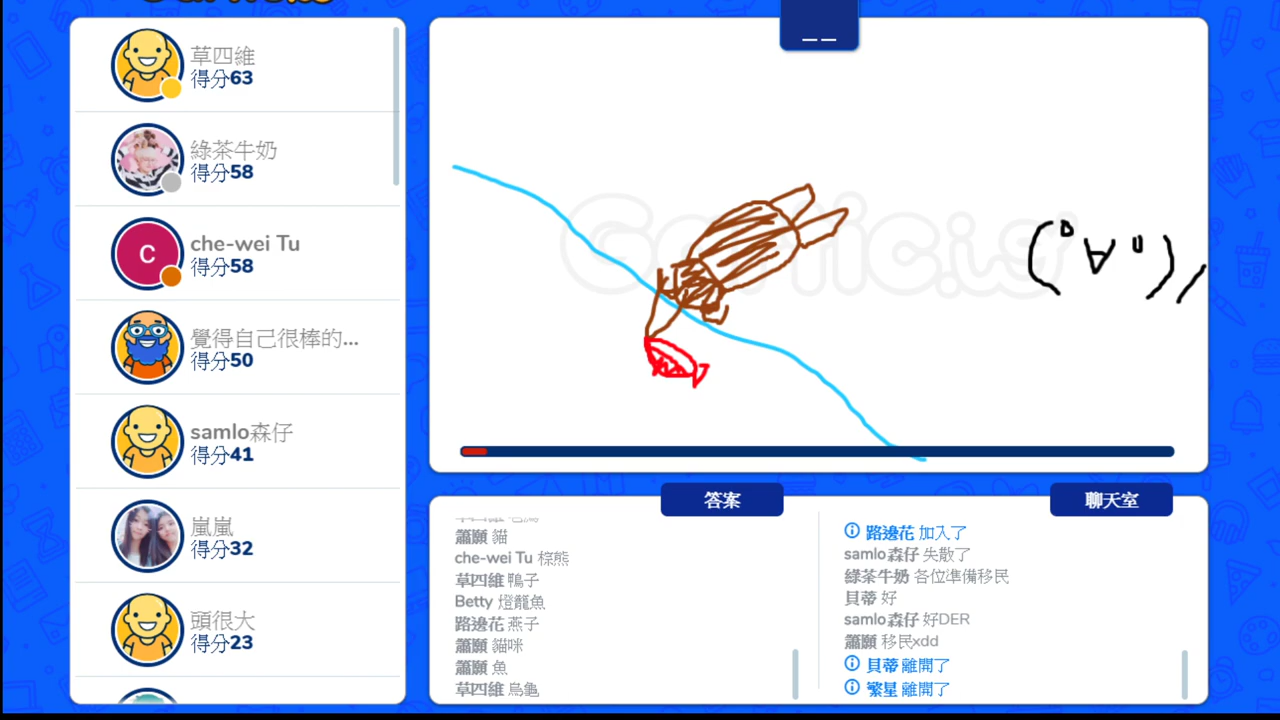 草四維
得分63
綠茶牛奶
得分58
C
che-wei Tu
得分58
覺得自己很棒的...
得分50
samlo森仔
得分41
嵐嵐
得分32
頭很大
得分23
_ _
Gartic.is
(°∀°)/
答案
蕭願 貓
che-wei Tu 棕熊
草四維 鴨子
Betty 燈籠魚
路邊花 燕子
蕭願 貓咪
蕭願 魚
草四維 烏龜
聊天室
路邊花 加入了
samlo森仔 失散了
綠茶牛奶 各位準備移民
貝蒂 好
samlo森仔 好DER
蕭願 移民xdd
貝蒂 離開了
繁星 離開了